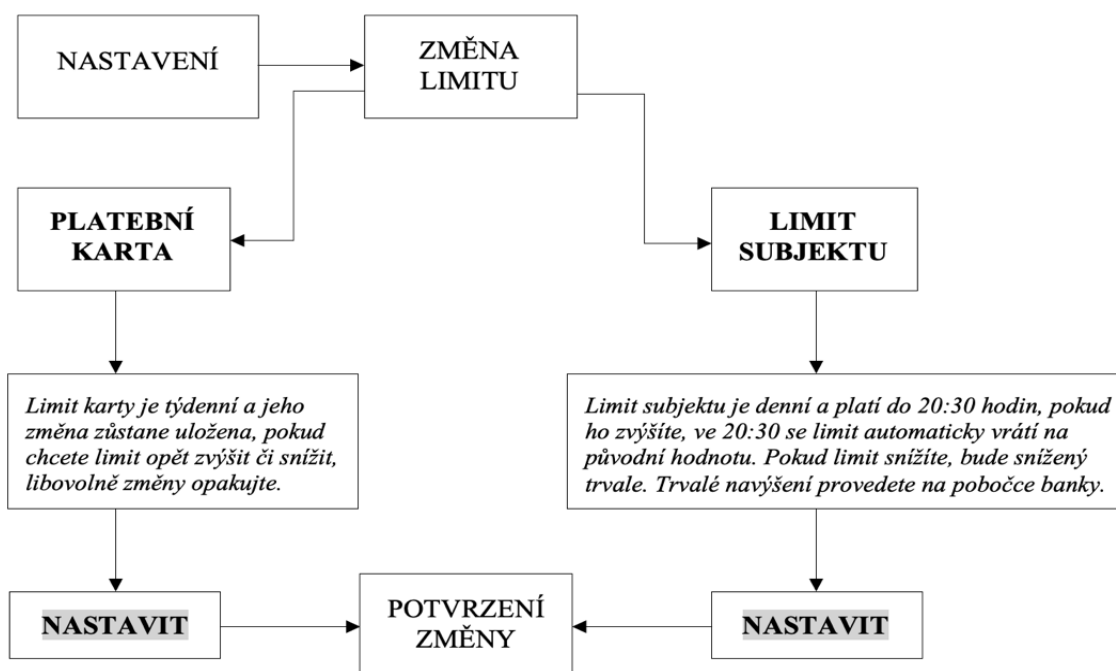 NASTAVENÍ
ZMĚNA
LIMITU
PLATEBNÍ
KARTA
LIMIT
SUBJEKTU
Limit karty je týdenní a jeho
změna zůstane uložena, pokud
chcete limit opět zvýšit či snížit,
libovolně změny opakujte.
Limit subjektu je denní a platí do 20:30 hodin, pokud
ho zvýšíte, ve 20:30 se limit automaticky vrátí na
původní hodnotu. Pokud limit snížíte, bude snížený
trvale. Trvalé navýšení provedete na pobočce banky.
NASTAVIT
POTVRZENÍ
ZMĚNY
NASTAVIT